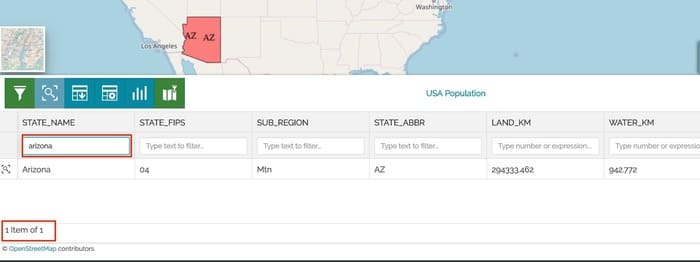 Washington
Los Angeles
AZ AZ
USA Population
STATE_NAME STATE_FIPS SUB_REGION STATE_ABBR LAND_KM WATER_KM
arizona Type text to filter... Type text to filter... Type text to filter... Type number or expression... Type number or expressio
Arizona 04 Mtn AZ 294333.462 942.772
1 Item of 1
© OpenStreetMap contributors